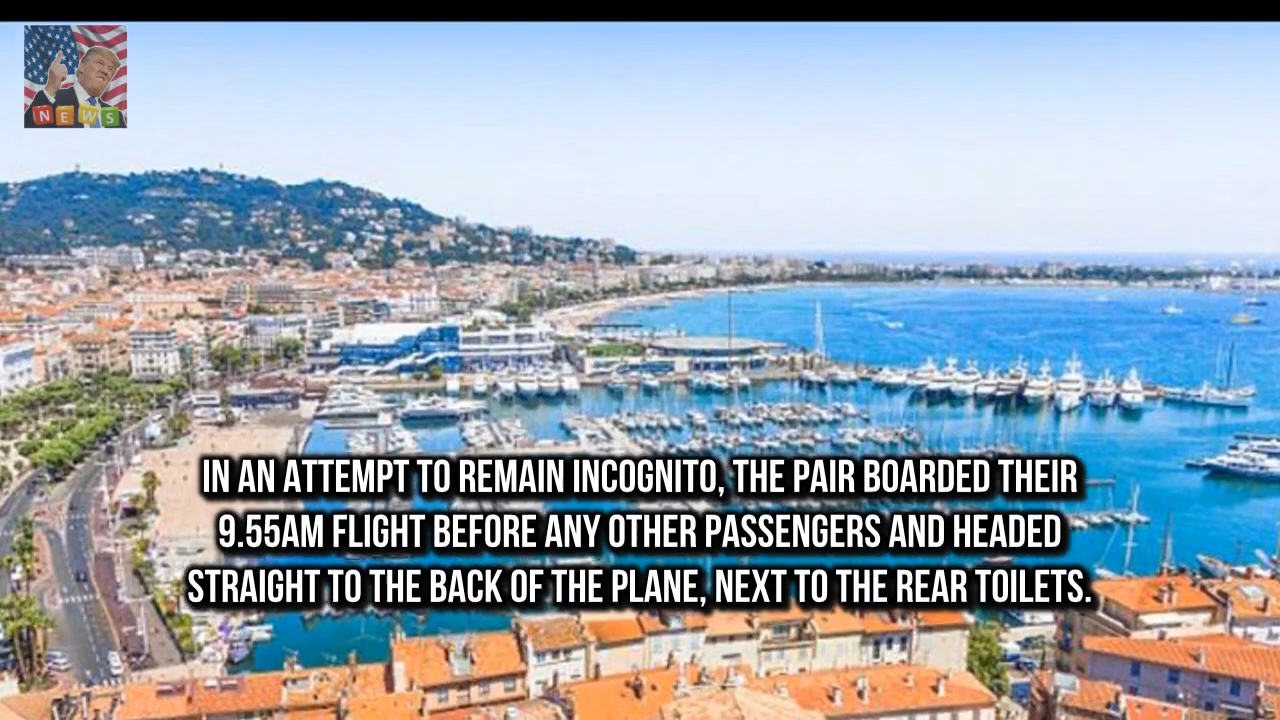 NEWS
IN AN ATTEMPT TO REMAIN INCOGNITO, THE PAIR BOARDED THEIR
9.55AM FLIGHT BEFORE ANY OTHER PASSENGERS AND HEADED
STRAIGHT TO THE BACK OF THE PLANE, NEXT TO THE REAR TOILETS.